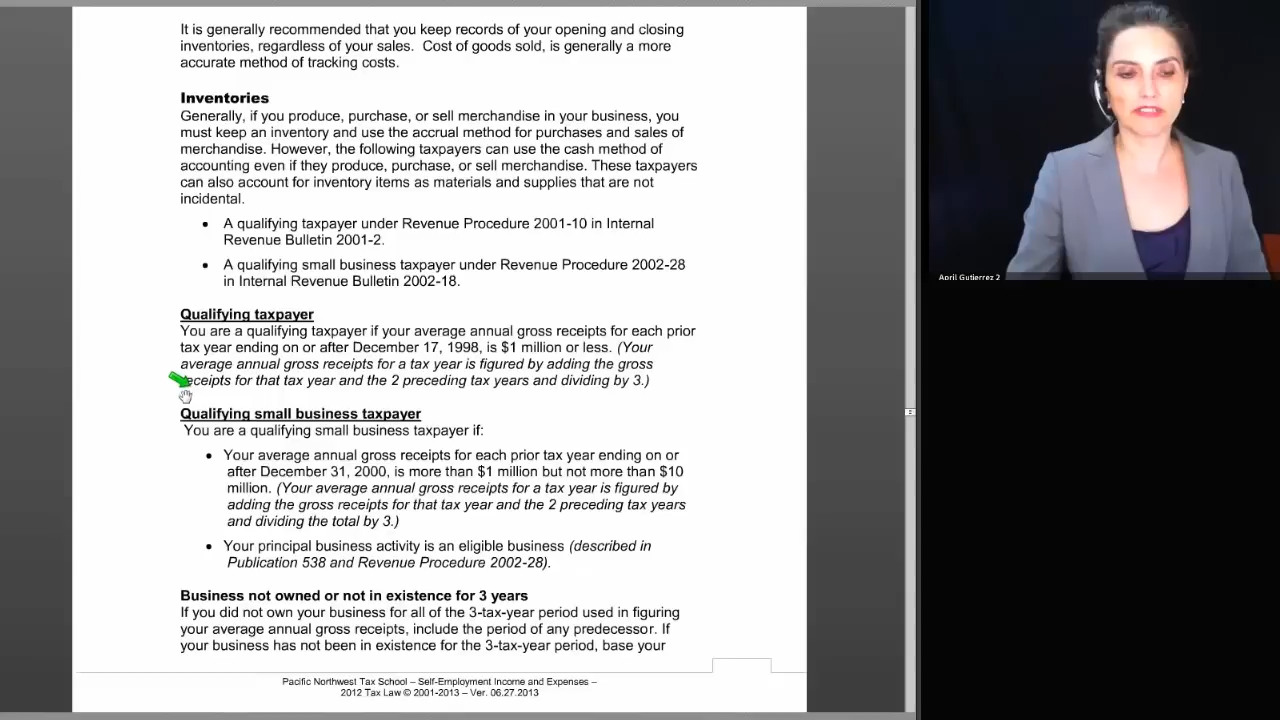 It is generally recommended that you keep records of your opening and closing
inventories, regardless of your sales.  Cost of goods sold, is generally a more
accurate method of tracking costs.
Inventories
Generally, if you produce, purchase, or sell merchandise in your business, you
must keep an inventory and use the accrual method for purchases and sales of
merchandise. However, the following taxpayers can use the cash method of
accounting even if they produce, purchase, or sell merchandise. These taxpayers
can also account for inventory items as materials and supplies that are not
incidental.
• A qualifying taxpayer under Revenue Procedure 2001-10 in Internal
Revenue Bulletin 2001-2.
• A qualifying small business taxpayer under Revenue Procedure 2002-28
in Internal Revenue Bulletin 2002-18.
Qualifying taxpayer
You are a qualifying taxpayer if your average annual gross receipts for each prior
tax year ending on or after December 17, 1998, is $1 million or less. (Your
average annual gross receipts for a tax year is figured by adding the gross
receipts for that tax year and the 2 preceding tax years and dividing by 3.)
Qualifying small business taxpayer
You are a qualifying small business taxpayer if:
• Your average annual gross receipts for each prior tax year ending on or
after December 31, 2000, is more than $1 million but not more than $10
million. (Your average annual gross receipts for a tax year is figured by
adding the gross receipts for that tax year and the 2 preceding tax years
and dividing the total by 3.)
• Your principal business activity is an eligible business (described in
Publication 538 and Revenue Procedure 2002-28).
Business not owned or not in existence for 3 years
If you did not own your business for all of the 3-tax-year period used in figuring
your average annual gross receipts, include the period of any predecessor. If
your business has not been in existence for the 3-tax-year period, base your
Pacific Northwest Tax School – Self-Employment Income and Expenses –
2012 Tax Law © 2001-2013 – Ver. 06.27.2013
April Gutierrez 2